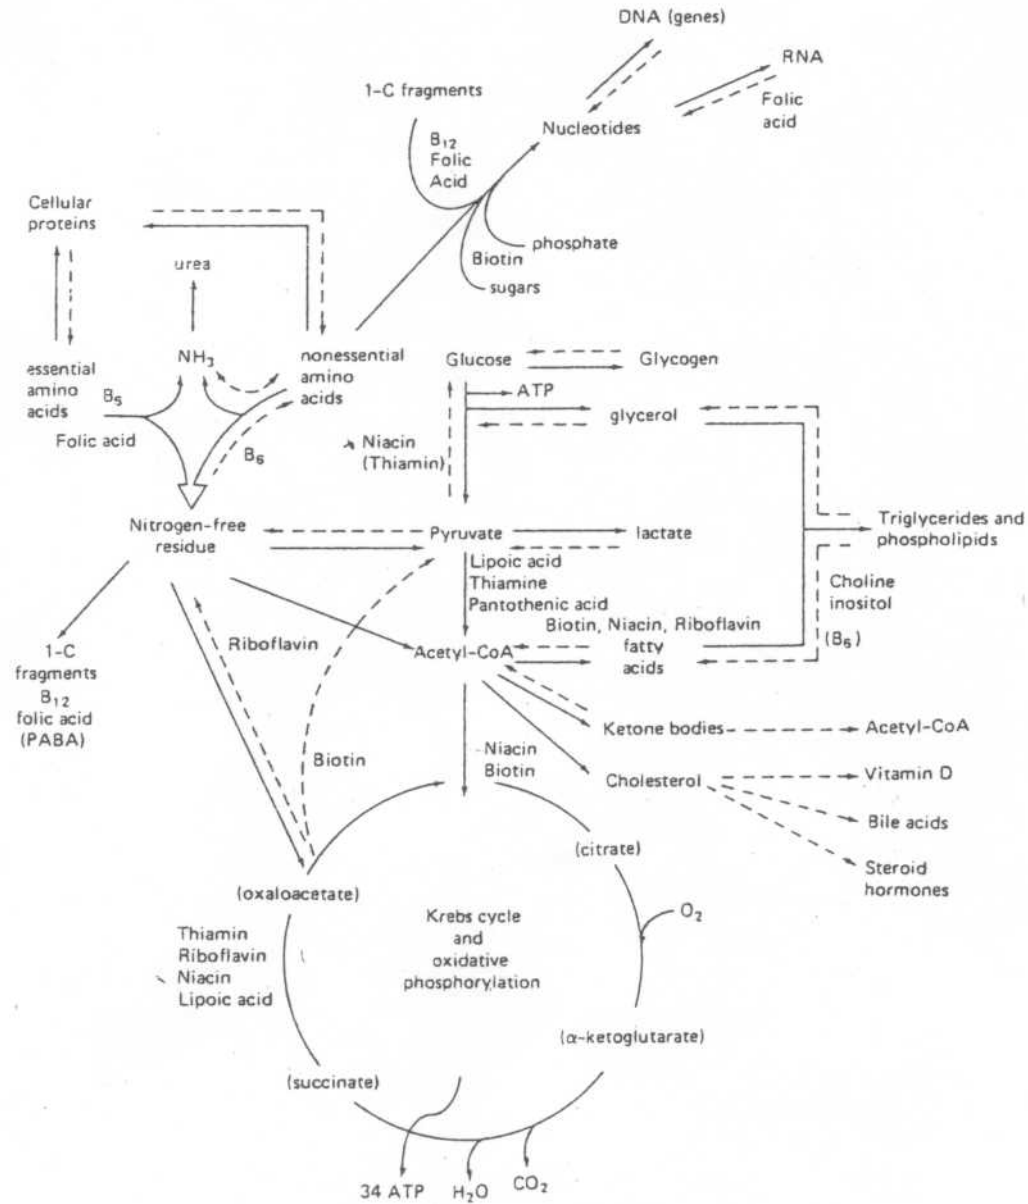 DNA (genes)
RNA
1-C fragments
Folic
acid
Nucleotides
B₁₂
Folic
Acid
Cellular
proteins
phosphate
Biotin
sugars
urea
NH₃
essential
amino
acids
nonessential
amino
acids
Glucose
Glycogen
ATP
B₅
glycerol
Folic acid
B₆
Niacin
(Thiamin)
Nitrogen-free
residue
Pyruvate
lactate
Triglycerides and
phospholipids
Lipoic acid
Thiamine
Pantothenic acid
Choline
inositol
(B₆)
Biotin, Niacin, Riboflavin
fatty
acids
Riboflavin
Acetyl-CoA
1-C
fragments
B₁₂
folic acid
(PABA)
Ketone bodies
Acetyl-CoA
Biotin
Niacin
Biotin
Cholesterol
Vitamin D
Bile acids
Steroid
hormones
(citrate)
(oxaloacetate)
O₂
Krebs cycle
and
oxidative
phosphorylation
Thiamin
Riboflavin
Niacin
Lipoic acid
(α-ketoglutarate)
(succinate)
34 ATP
H₂O
CO₂